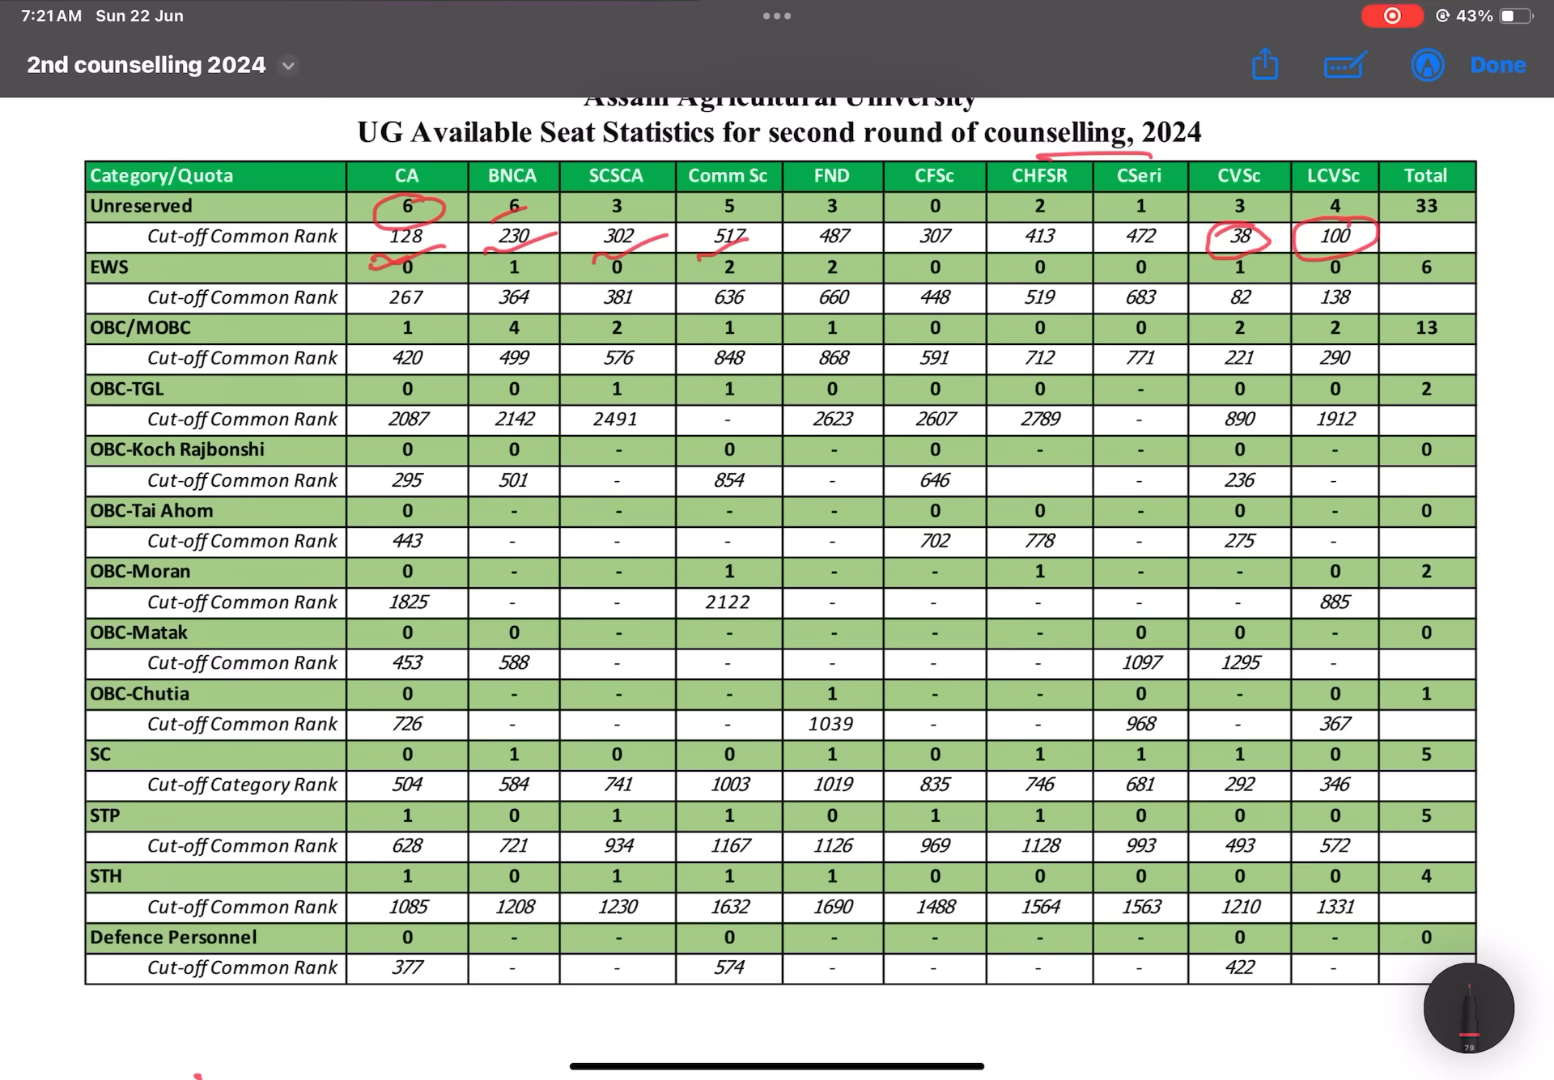 7:21 AM Sun 22 Jun 43%
2nd counselling 2024 Done
Assam Agricultural University
UG Available Seat Statistics for second round of counselling, 2024
Category/Quota CA BNCA SCSCA Comm Sc FND CFSc CHFSR CSeri CVSc LCVSc Total
Unreserved 6 6 3 5 3 0 2 1 3 4 33
Cut-off Common Rank 128 230 302 517 487 307 413 472 38 100
EWS 0 1 0 2 2 0 0 0 1 0 6
Cut-off Common Rank 267 364 381 636 660 448 519 683 82 138
OBC/MOBC 1 4 2 1 1 0 0 0 2 2 13
Cut-off Common Rank 420 499 576 848 868 591 712 771 221 290
OBC-TGL 0 0 1 1 0 0 0 - 0 0 2
Cut-off Common Rank 2087 2142 2491 - 2623 2607 2789 - 890 1912
OBC-Koch Rajbonshi 0 0 - 0 - 0 - - 0 - 0
Cut-off Common Rank 295 501 - 854 - 646 - 236 -
OBC-Tai Ahom 0 - - - - 0 0 - 0 - 0
Cut-off Common Rank 443 - - - - 702 778 - 275 -
OBC-Moran 0 - - 1 - - 1 - - 0 2
Cut-off Common Rank 1825 - - 2122 - - - - - 885
OBC-Matak 0 0 - - - - - 0 0 - 0
Cut-off Common Rank 453 588 - - - - - 1097 1295 -
OBC-Chutia 0 - - - 1 - - 0 - 0 1
Cut-off Common Rank 726 - - - 1039 - - 968 - 367
SC 0 1 0 0 1 0 1 1 1 0 5
Cut-off Category Rank 504 584 741 1003 1019 835 746 681 292 346
STP 1 0 1 1 0 1 1 0 0 0 5
Cut-off Common Rank 628 721 934 1167 1126 969 1128 993 493 572
STH 1 0 1 1 1 0 0 0 0 0 4
Cut-off Common Rank 1085 1208 1230 1632 1690 1488 1564 1563 1210 1331
Defence Personnel 0 - - 0 - - - - 0 - 0
Cut-off Common Rank 377 - - 574 - - - - 422 -
79